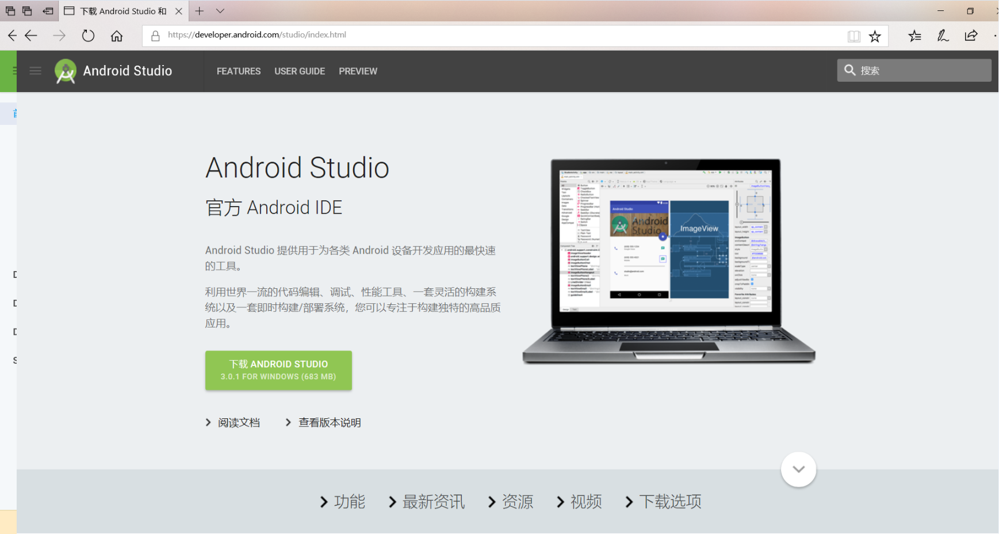 下载 Android Studio 和
https://developer.android.com/studio/index.html
Android Studio
FEATURES
USER GUIDE
PREVIEW
搜索
Android Studio
官方 Android IDE
Android Studio 提供用于为各类 Android 设备开发应用的最快速
的工具。
利用世界一流的代码编辑、调试、性能工具、一套灵活的构建系
统以及一套即时构建/部署系统，您可以专注于构建独特的高品质
应用。
下载 ANDROID STUDIO
3.0.1 FOR WINDOWS (683 MB)
阅读文档
查看版本说明
Android Studio
Android
Studio
ImageView
功能
最新资讯
资源
视频
下载选项